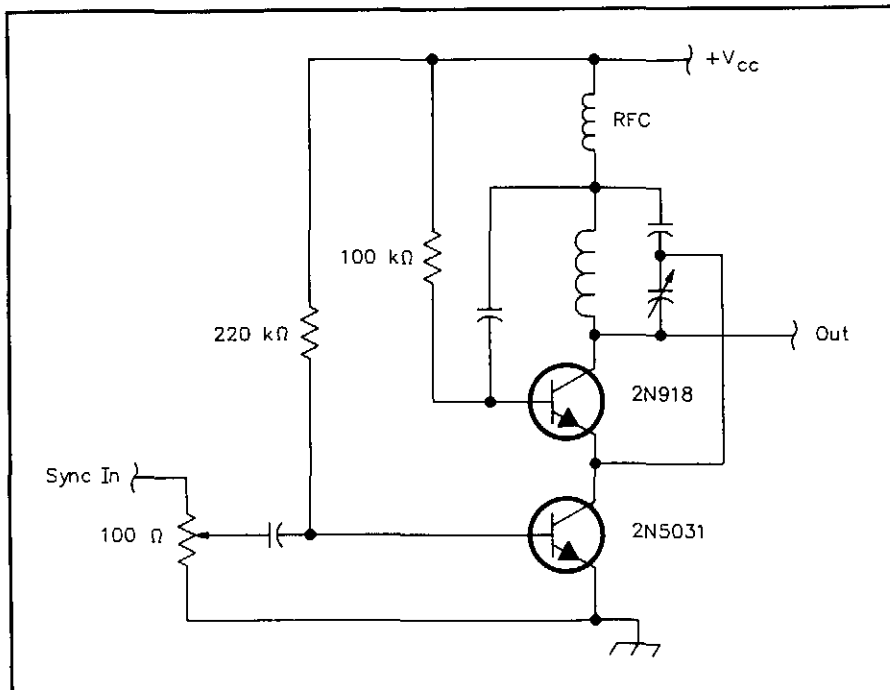 +Vcc
RFC
100 kΩ
220 kΩ
Out
2N918
Sync In
100 Ω
2N5031